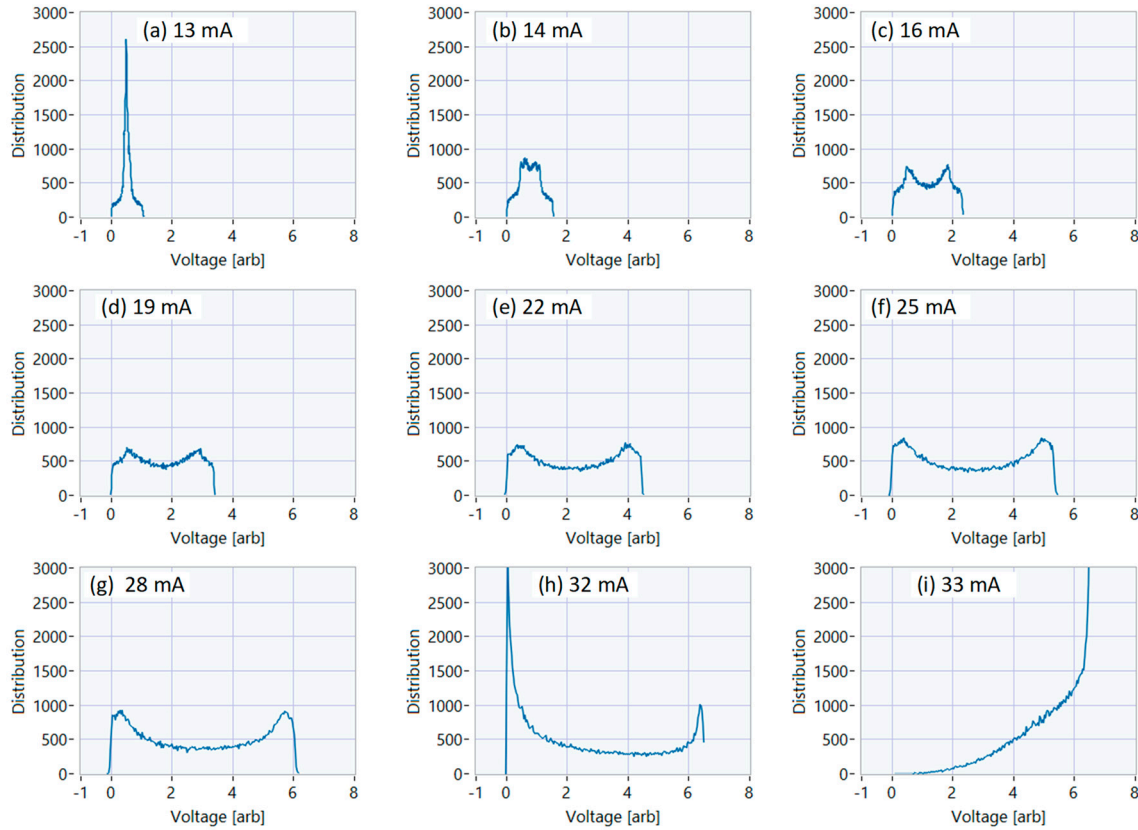 (a) 13 mA
3000
2500
2000
1500
1000
500
0
Distribution
-1 0 2 4 6 8
Voltage [arb]
(b) 14 mA
3000
2500
2000
1500
1000
500
0
Distribution
-1 0 2 4 6 8
Voltage [arb]
(c) 16 mA
3000
2500
2000
1500
1000
500
0
Distribution
-1 0 2 4 6 8
Voltage [arb]
(d) 19 mA
3000
2500
2000
1500
1000
500
0
Distribution
-1 0 2 4 6 8
Voltage [arb]
(e) 22 mA
3000
2500
2000
1500
1000
500
0
Distribution
-1 0 2 4 6 8
Voltage [arb]
(f) 25 mA
3000
2500
2000
1500
1000
500
0
Distribution
-1 0 2 4 6 8
Voltage [arb]
(g) 28 mA
3000
2500
2000
1500
1000
500
0
Distribution
-1 0 2 4 6 8
Voltage [arb]
(h) 32 mA
3000
2500
2000
1500
1000
500
0
Distribution
-1 0 2 4 6 8
Voltage [arb]
(i) 33 mA
3000
2500
2000
1500
1000
500
0
Distribution
-1 0 2 4 6 8
Voltage [arb]